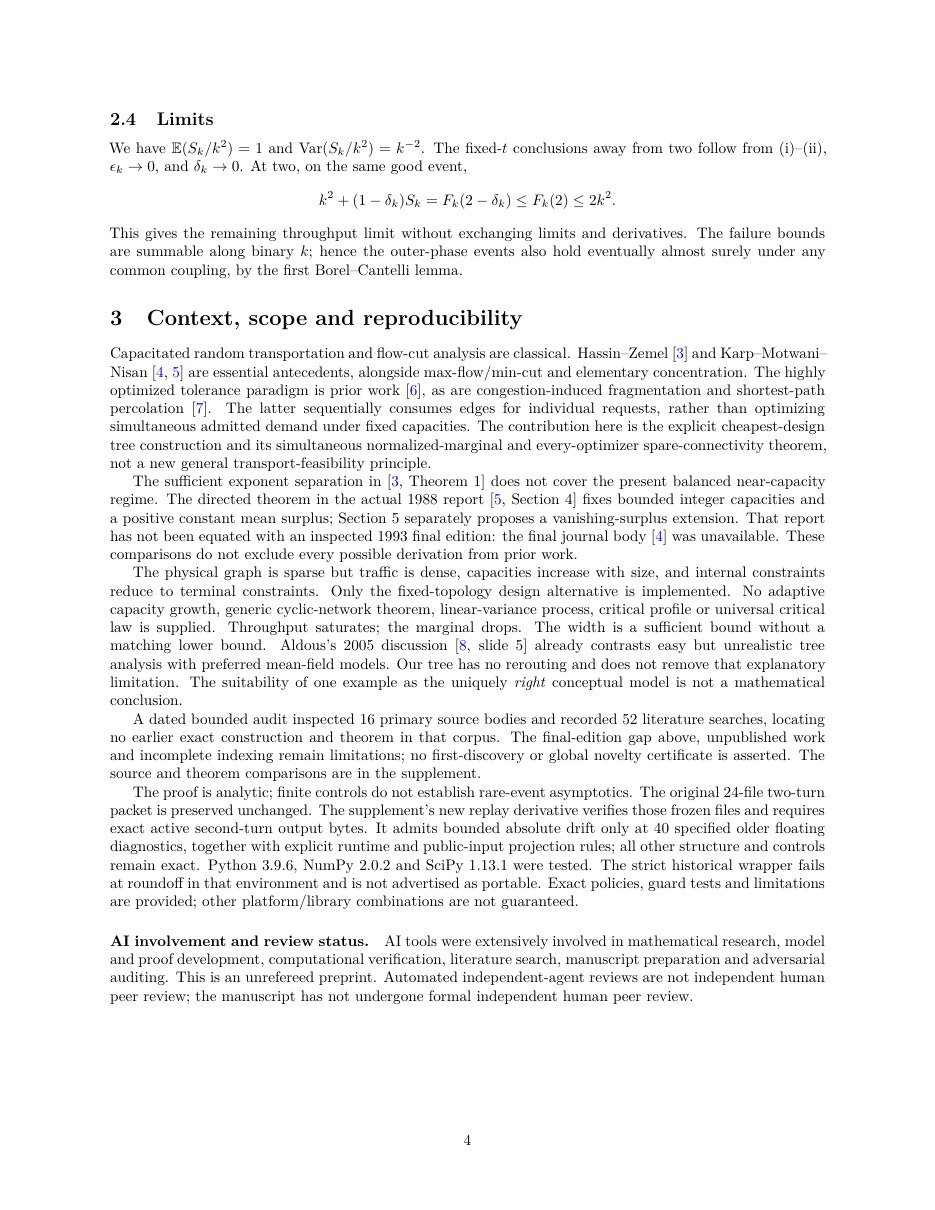 2.4 Limits
We have 𝔼(Sₖ/k²) = 1 and Var(Sₖ/k²) = k⁻². The fixed-t conclusions away from two follow from (i)–(ii),
ϵₖ → 0, and δₖ → 0. At two, on the same good event,
k² + (1 − δₖ)Sₖ = Fₖ(2 − δₖ) ≤ Fₖ(2) ≤ 2k².
This gives the remaining throughput limit without exchanging limits and derivatives. The failure bounds
are summable along binary k; hence the outer-phase events also hold eventually almost surely under any
common coupling, by the first Borel–Cantelli lemma.
3 Context, scope and reproducibility
Capacitated random transportation and flow-cut analysis are classical. Hassin–Zemel [3] and Karp–Motwani–
Nisan [4, 5] are essential antecedents, alongside max-flow/min-cut and elementary concentration. The highly
optimized tolerance paradigm is prior work [6], as are congestion-induced fragmentation and shortest-path
percolation [7]. The latter sequentially consumes edges for individual requests, rather than optimizing
simultaneous admitted demand under fixed capacities. The contribution here is the explicit cheapest-design
tree construction and its simultaneous normalized-marginal and every-optimizer spare-connectivity theorem,
not a new general transport-feasibility principle.
The sufficient exponent separation in [3, Theorem 1] does not cover the present balanced near-capacity
regime. The directed theorem in the actual 1988 report [5, Section 4] fixes bounded integer capacities and
a positive constant mean surplus; Section 5 separately proposes a vanishing-surplus extension. That report
has not been equated with an inspected 1993 final edition: the final journal body [4] was unavailable. These
comparisons do not exclude every possible derivation from prior work.
The physical graph is sparse but traffic is dense, capacities increase with size, and internal constraints
reduce to terminal constraints. Only the fixed-topology design alternative is implemented. No adaptive
capacity growth, generic cyclic-network theorem, linear-variance process, critical profile or universal critical
law is supplied. Throughput saturates; the marginal drops. The width is a sufficient bound without a
matching lower bound. Aldous's 2005 discussion [8, slide 5] already contrasts easy but unrealistic tree
analysis with preferred mean-field models. Our tree has no rerouting and does not remove that explanatory
limitation. The suitability of one example as the uniquely right conceptual model is not a mathematical
conclusion.
A dated bounded audit inspected 16 primary source bodies and recorded 52 literature searches, locating
no earlier exact construction and theorem in that corpus. The final-edition gap above, unpublished work
and incomplete indexing remain limitations; no first-discovery or global novelty certificate is asserted. The
source and theorem comparisons are in the supplement.
The proof is analytic; finite controls do not establish rare-event asymptotics. The original 24-file two-turn
packet is preserved unchanged. The supplement's new replay derivative verifies those frozen files and requires
exact active second-turn output bytes. It admits bounded absolute drift only at 40 specified older floating
diagnostics, together with explicit runtime and public-input projection rules; all other structure and controls
remain exact. Python 3.9.6, NumPy 2.0.2 and SciPy 1.13.1 were tested. The strict historical wrapper fails
at roundoff in that environment and is not advertised as portable. Exact policies, guard tests and limitations
are provided; other platform/library combinations are not guaranteed.
AI involvement and review status. AI tools were extensively involved in mathematical research, model
and proof development, computational verification, literature search, manuscript preparation and adversarial
auditing. This is an unrefereed preprint. Automated independent-agent reviews are not independent human
peer review; the manuscript has not undergone formal independent human peer review.
4